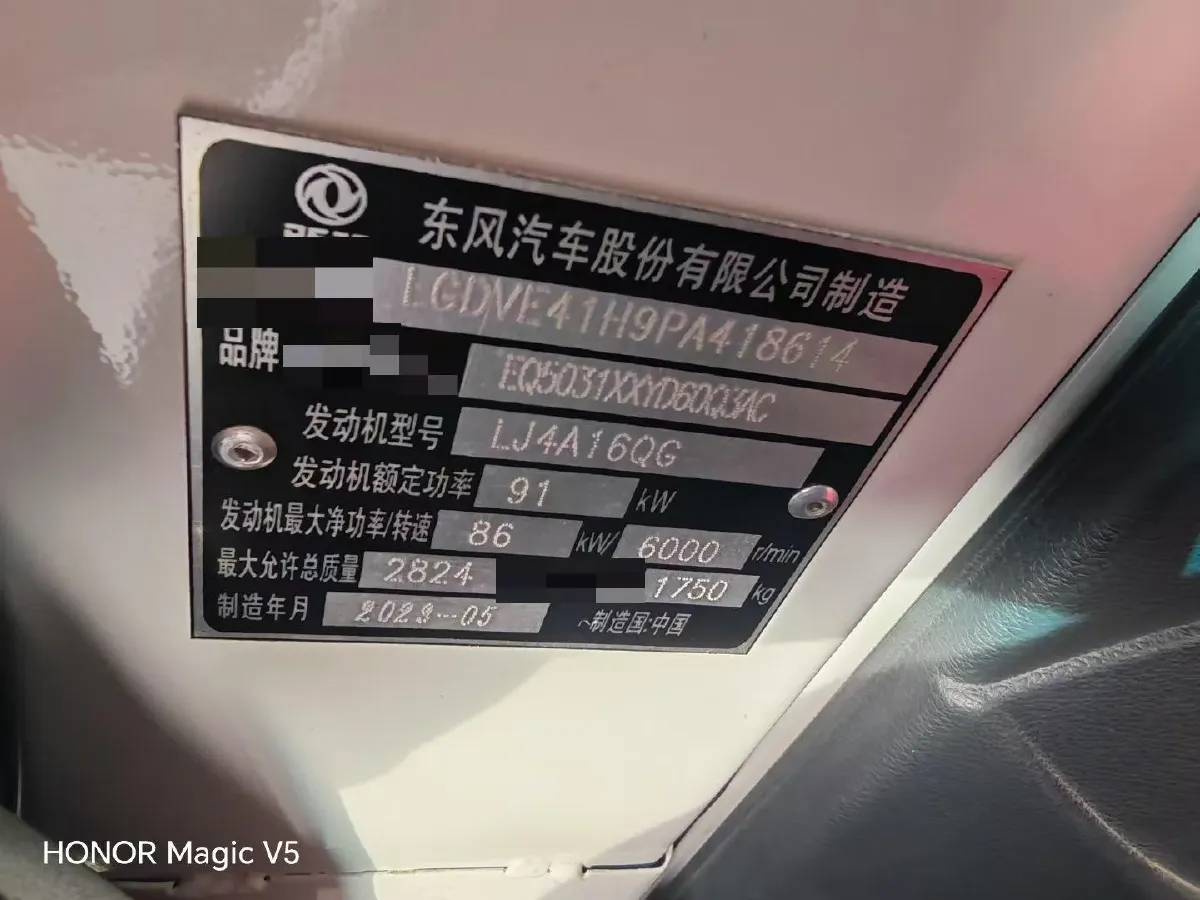 东风汽车股份有限公司制造
LGDVE41H9PA418614
品牌 EQ5031XXYD60Q3AC
发动机型号 LJ4A16QG
发动机额定功率 91 kW
发动机最大净功率/转速 86 kW/ 6000 r/min
最大允许总质量 2824 1750 kg
制造年月 2023--05 制造国:中国
HONOR Magic V5